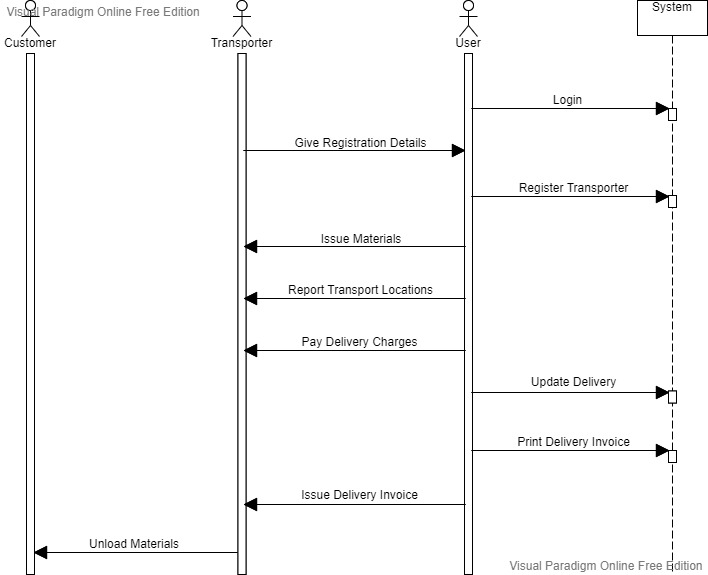 Visual Paradigm Online Free Edition
Customer
Transporter
User
System
Login
Give Registration Details
Register Transporter
Issue Materials
Report Transport Locations
Pay Delivery Charges
Update Delivery
Print Delivery Invoice
Issue Delivery Invoice
Unload Materials
Visual Paradigm Online Free Edition